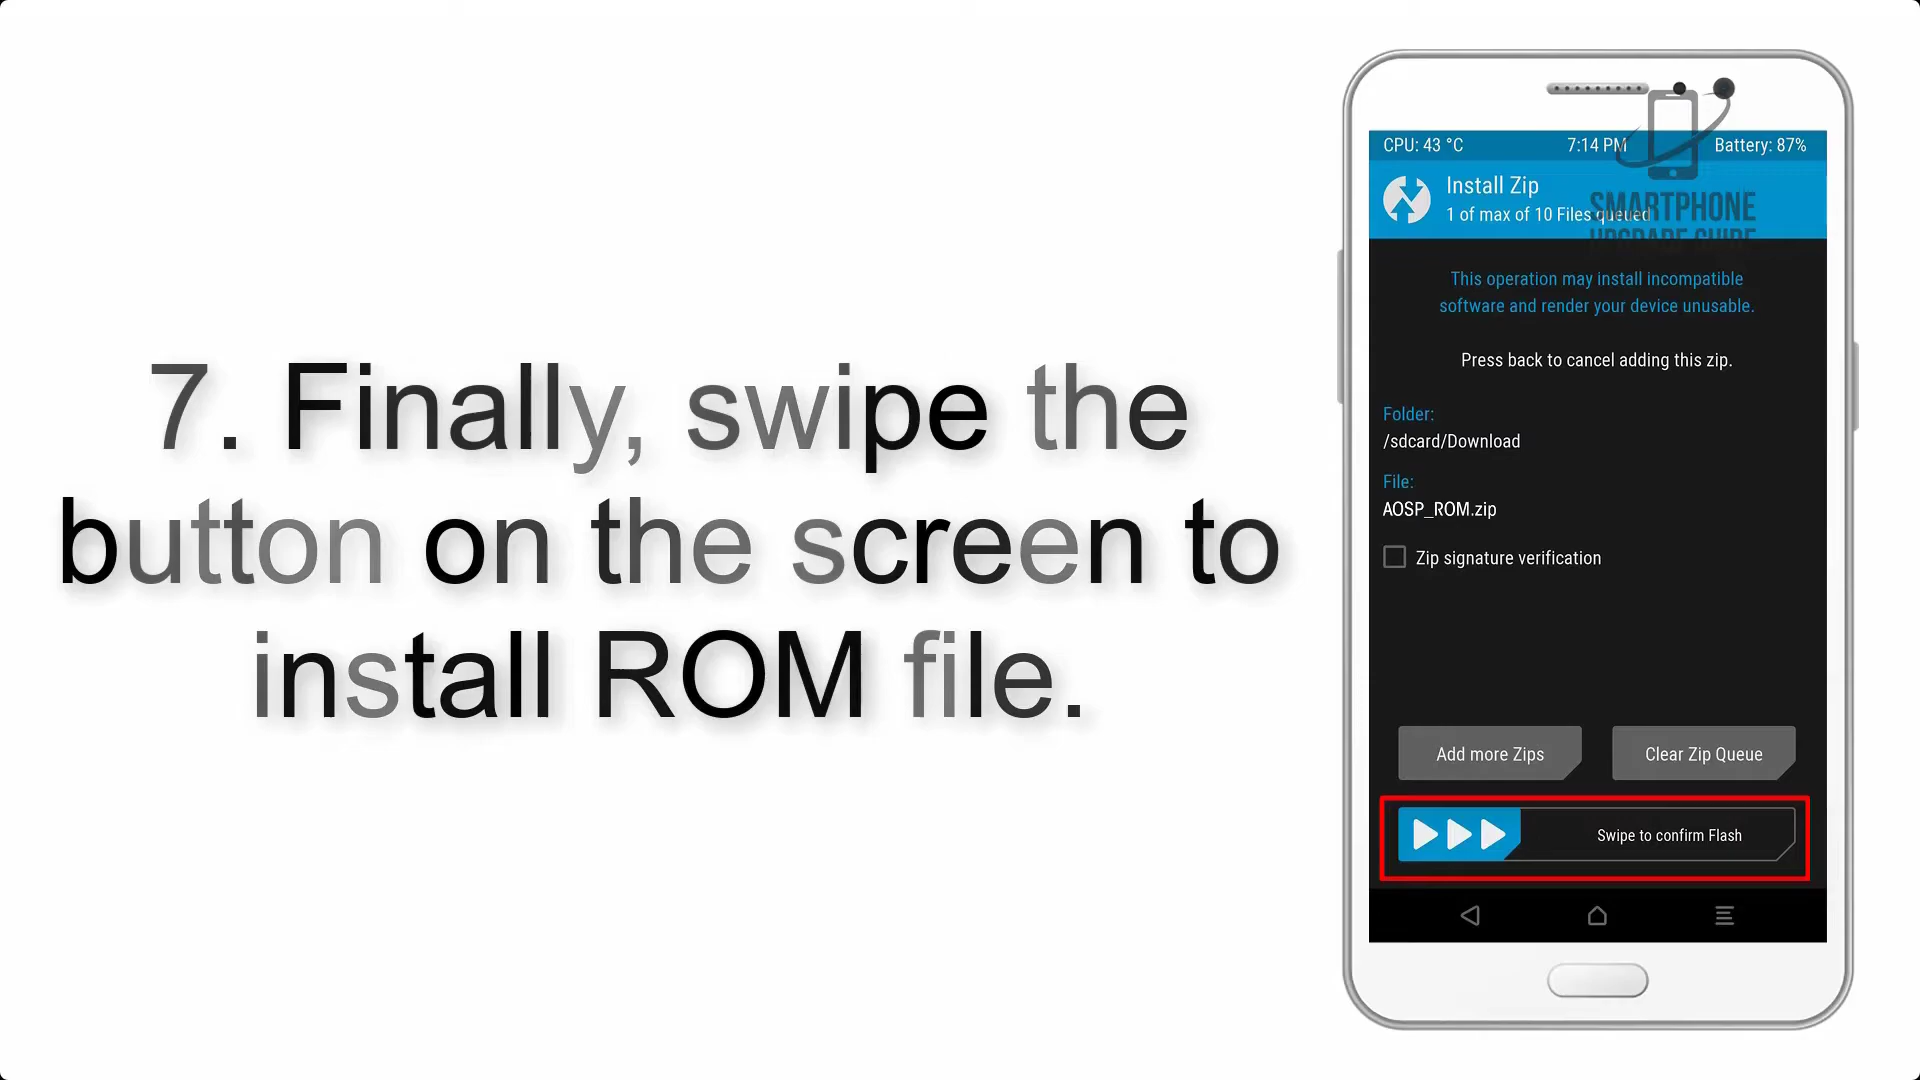 7. Finally, swipe the
button on the screen to
install ROM file.
CPU: 43 °C 7:14 PM Battery: 87%
Install Zip
1 of max of 10 Files queued
SMARTPHONE
UPGRADE GUIDE
This operation may install incompatible
software and render your device unusable.
Press back to cancel adding this zip.
Folder:
/sdcard/Download
File:
AOSP_ROM.zip
Zip signature verification
Add more Zips Clear Zip Queue
Swipe to confirm Flash